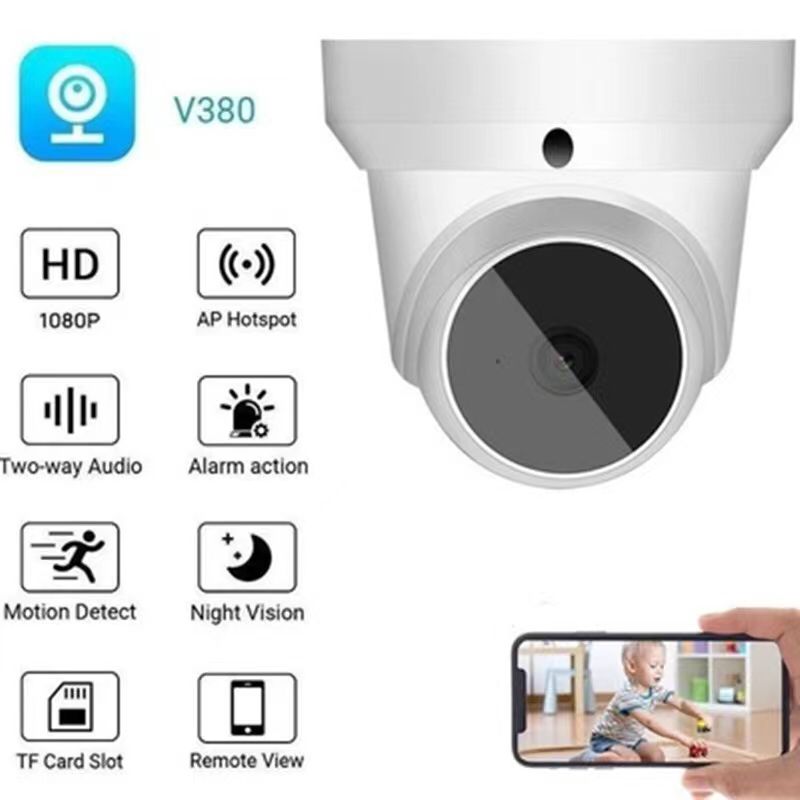 V380
HD
1080P
AP Hotspot
Two-way Audio
Alarm action
Motion Detect
Night Vision
TF Card Slot
Remote View